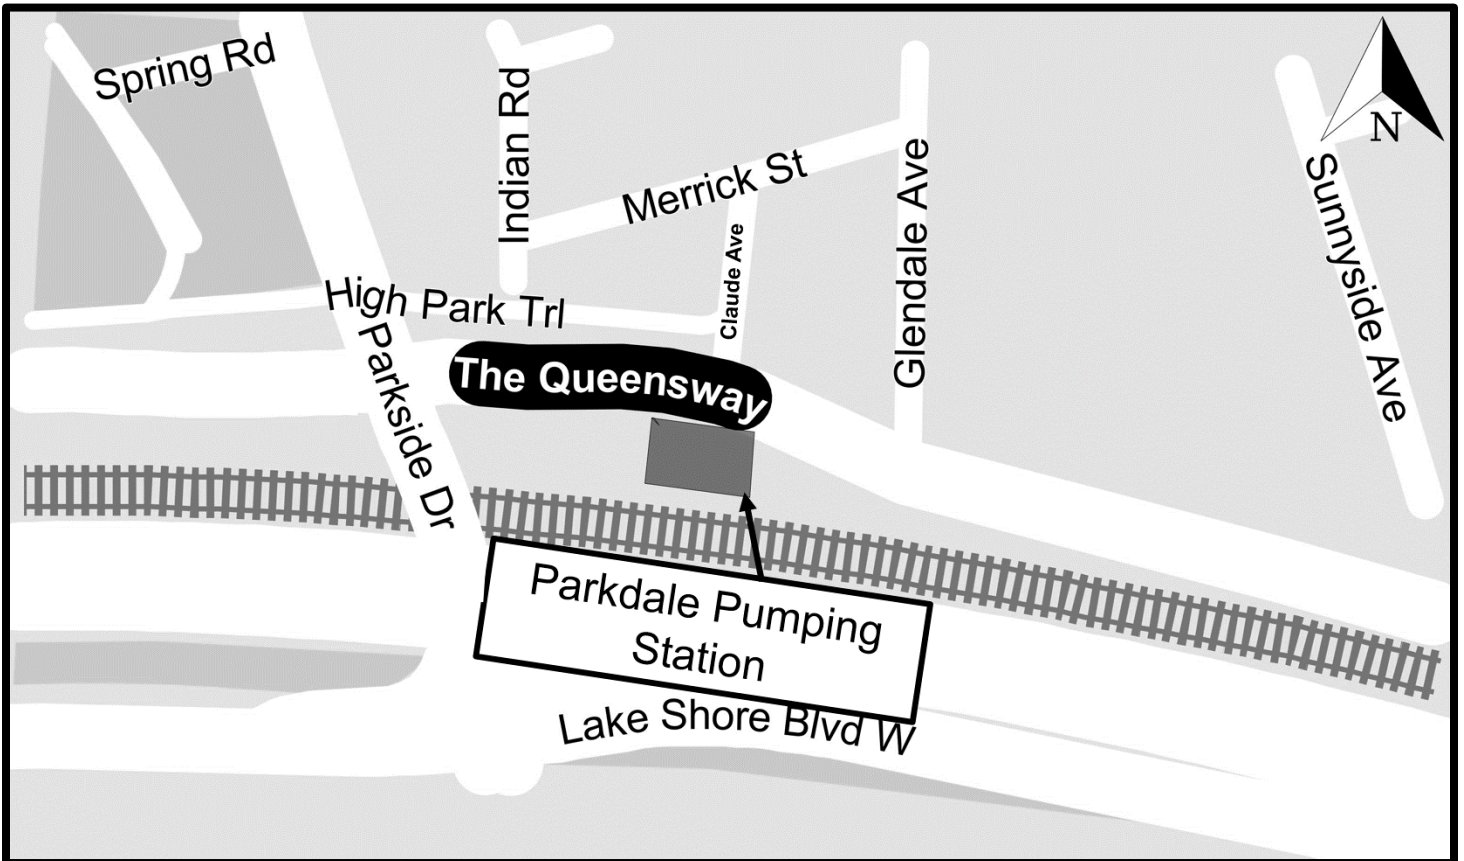 Spring Rd
N
Indian Rd
Merrick St
Glendale Ave
Sunnyside Ave
Claude Ave
High Park Trl
The Queensway
Parkside Dr
Parkdale Pumping
Station
Lake Shore Blvd W